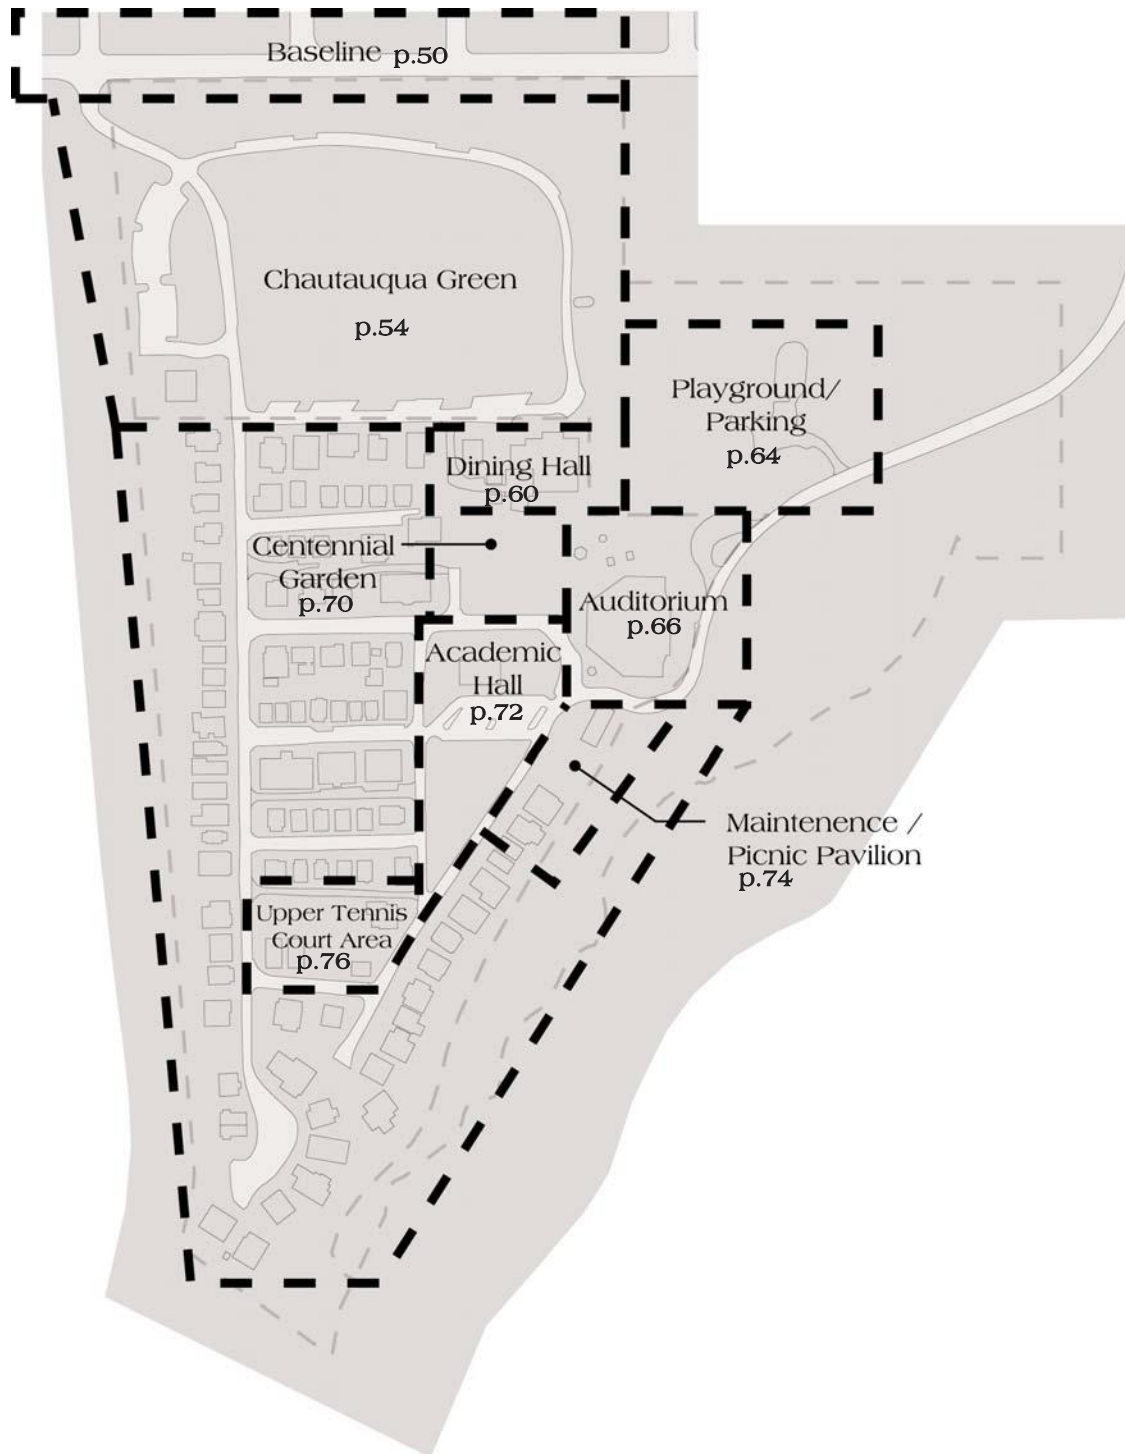 Baseline p.50
Chautauqua Green
p.54
Playground/
Parking
p.64
Dining Hall
p.60
Centennial
Garden
p.70
Auditorium
p.66
Academic
Hall
p.72
Maintenence /
Picnic Pavilion
p.74
Upper Tennis
Court Area
p.76